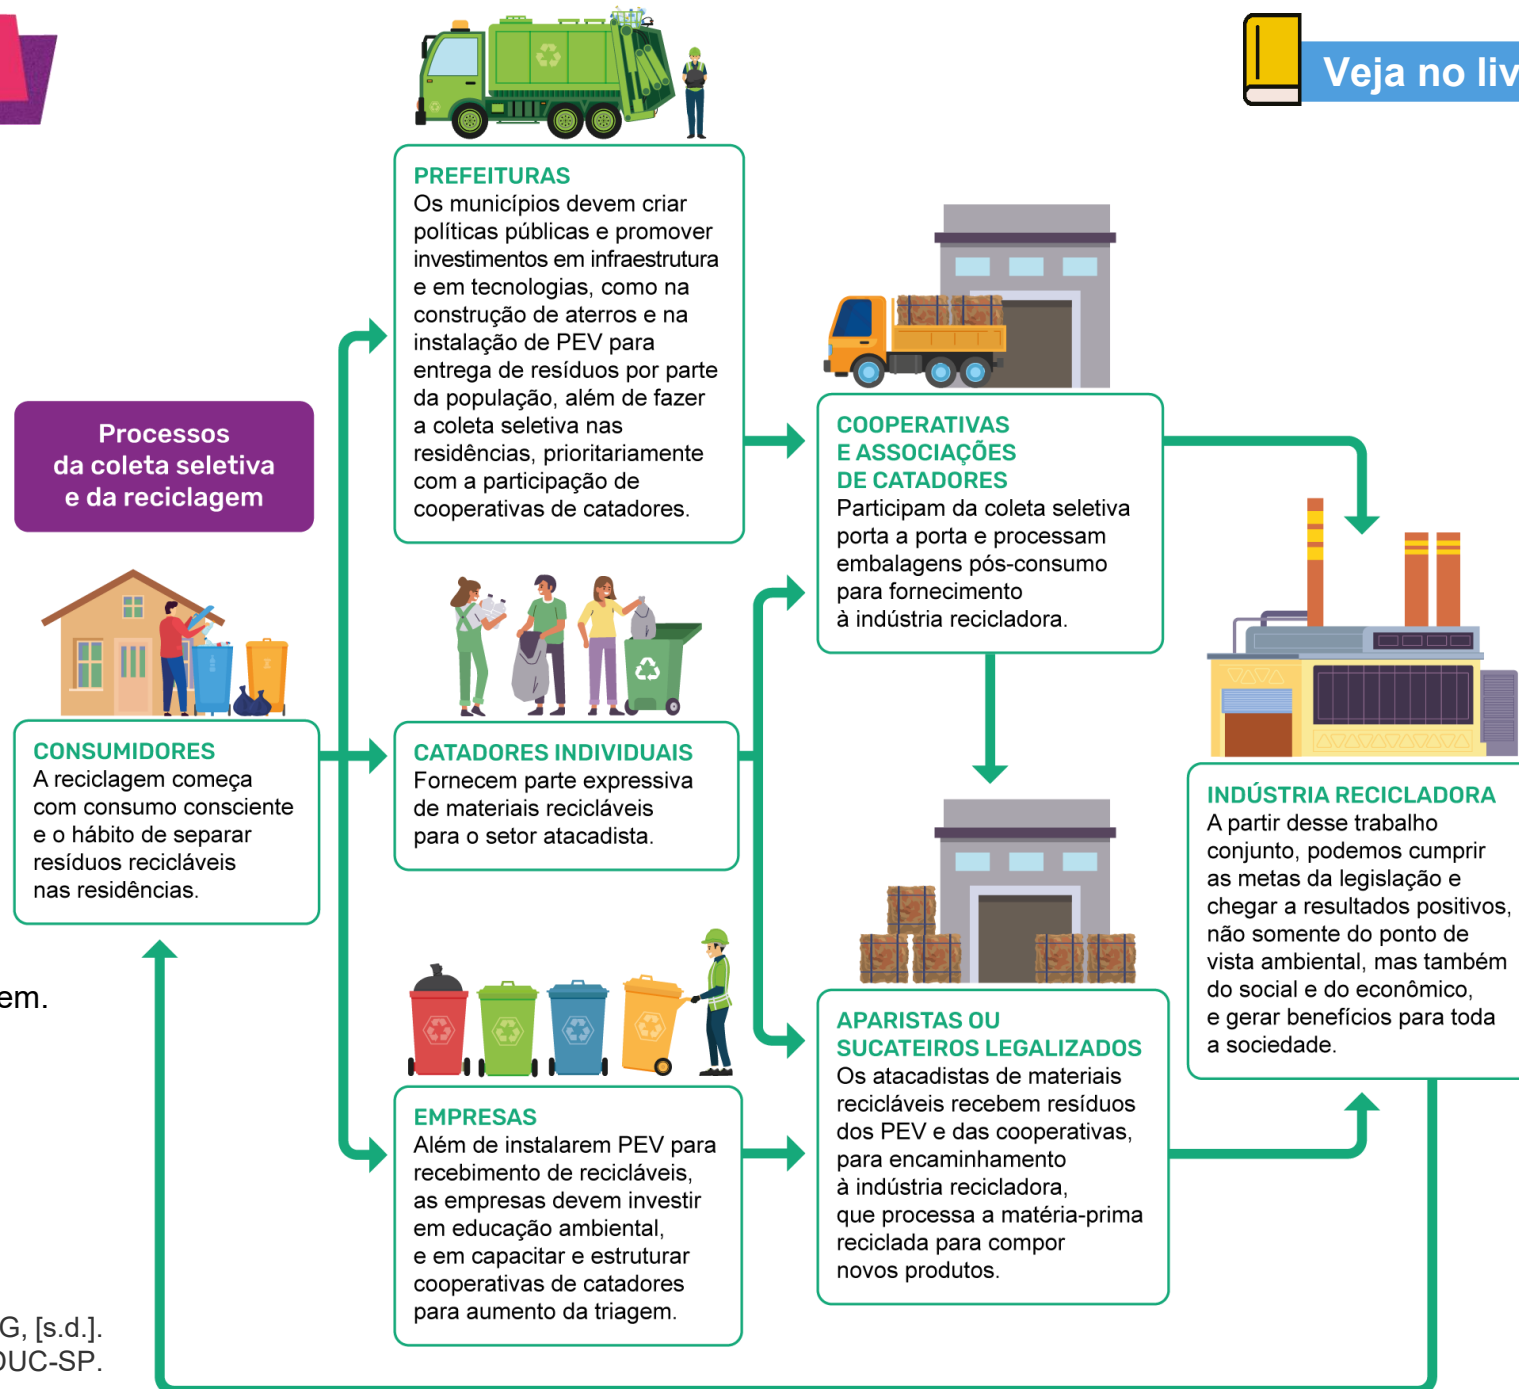 Veja no liv
PREFEITURAS
Os municípios devem criar
políticas públicas e promover
investimentos em infraestrutura
e em tecnologias, como na
construção de aterros e na
instalação de PEV para
entrega de resíduos por parte
da população, além de fazer
a coleta seletiva nas
residências, prioritariamente
com a participação de
cooperativas de catadores.
Processos
da coleta seletiva
e da reciclagem
COOPERATIVAS
E ASSOCIAÇÕES
DE CATADORES
Participam da coleta seletiva
porta a porta e processam
embalagens pós-consumo
para fornecimento
à indústria recicladora.
CONSUMIDORES
A reciclagem começa
com consumo consciente
e o hábito de separar
resíduos recicláveis
nas residências.
CATADORES INDIVIDUAIS
Fornecem parte expressiva
de materiais recicláveis
para o setor atacadista.
INDÚSTRIA RECICLADORA
A partir desse trabalho
conjunto, podemos cumprir
as metas da legislação e
chegar a resultados positivos,
não somente do ponto de
vista ambiental, mas também
do social e do econômico,
e gerar benefícios para toda
a sociedade.
em.
APARISTAS OU
SUCATEIROS LEGALIZADOS
Os atacadistas de materiais
recicláveis recebem resíduos
dos PEV e das cooperativas,
para encaminhamento
à indústria recicladora,
que processa a matéria-prima
reciclada para compor
novos produtos.
EMPRESAS
Além de instalarem PEV para
recebimento de recicláveis,
as empresas devem investir
em educação ambiental,
e em capacitar e estruturar
cooperativas de catadores
para aumento da triagem.
G, [s.d.].
DUC-SP.